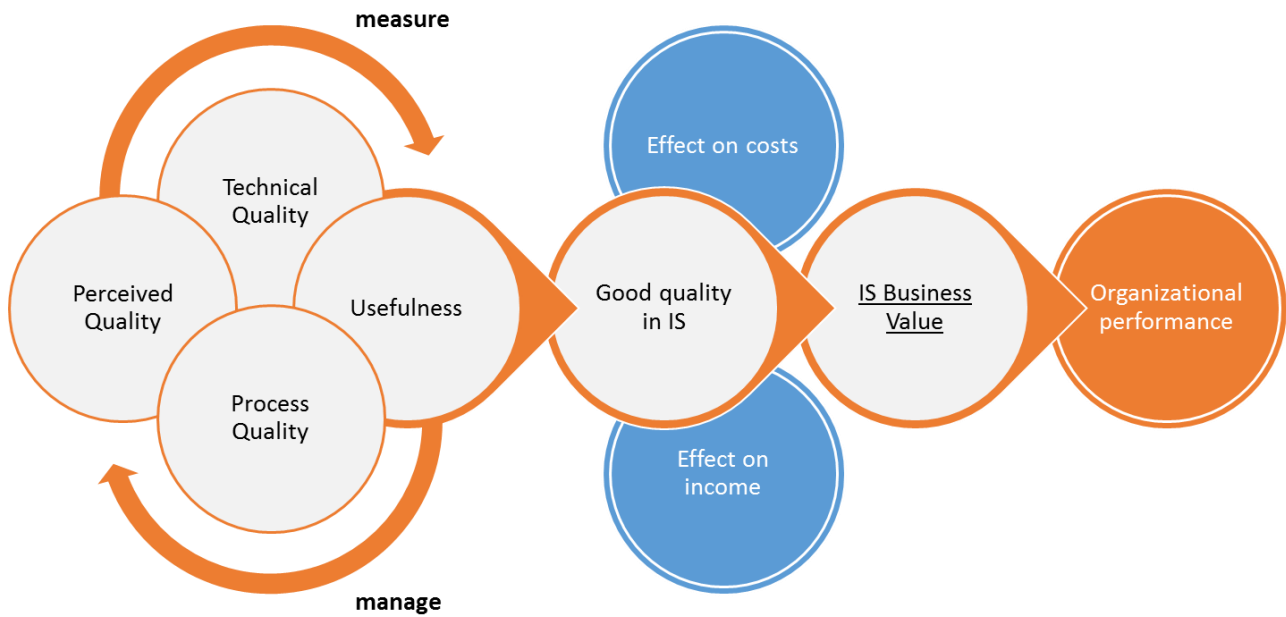 measure
Technical
Quality
Perceived
Quality
Usefulness
Process
Quality
manage
Effect on costs
Good quality
in IS
Effect on
income
IS Business
Value
Organizational
performance